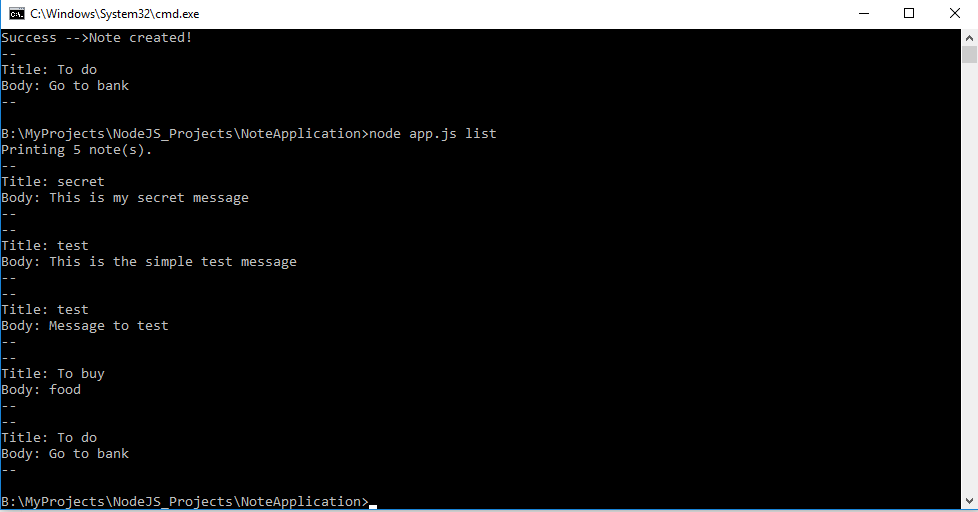 C:\Windows\System32\cmd.exe
Success -->Note created!
--
Title: To do
Body: Go to bank
--
B:\MyProjects\NodeJS_Projects\NoteApplication>node app.js list
Printing 5 note(s).
--
Title: secret
Body: This is my secret message
--
--
Title: test
Body: This is the simple test message
--
--
Title: test
Body: Message to test
--
--
Title: To buy
Body: food
--
--
Title: To do
Body: Go to bank
--
B:\MyProjects\NodeJS_Projects\NoteApplication>